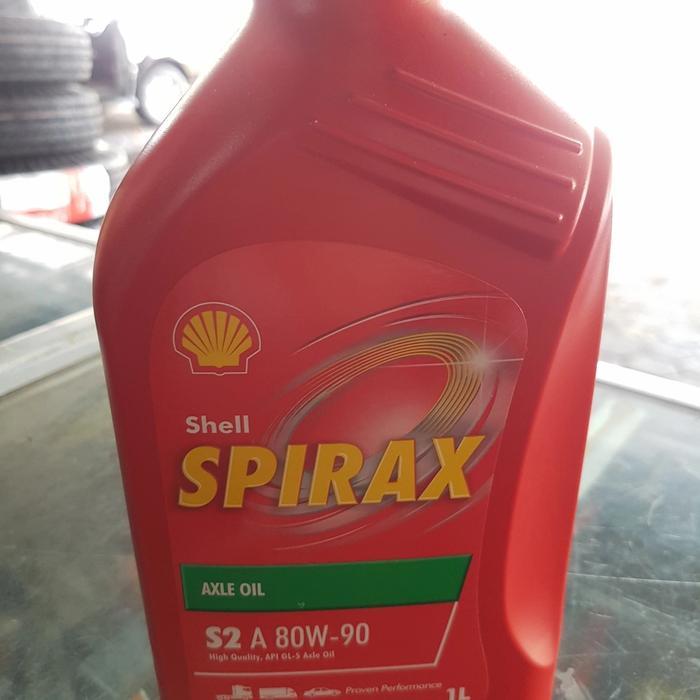 Shell
SPIRAX
AXLE OIL
S2 A 80W-90
High Quality, API GL-5 Axle Oil
Proven Performance
1L